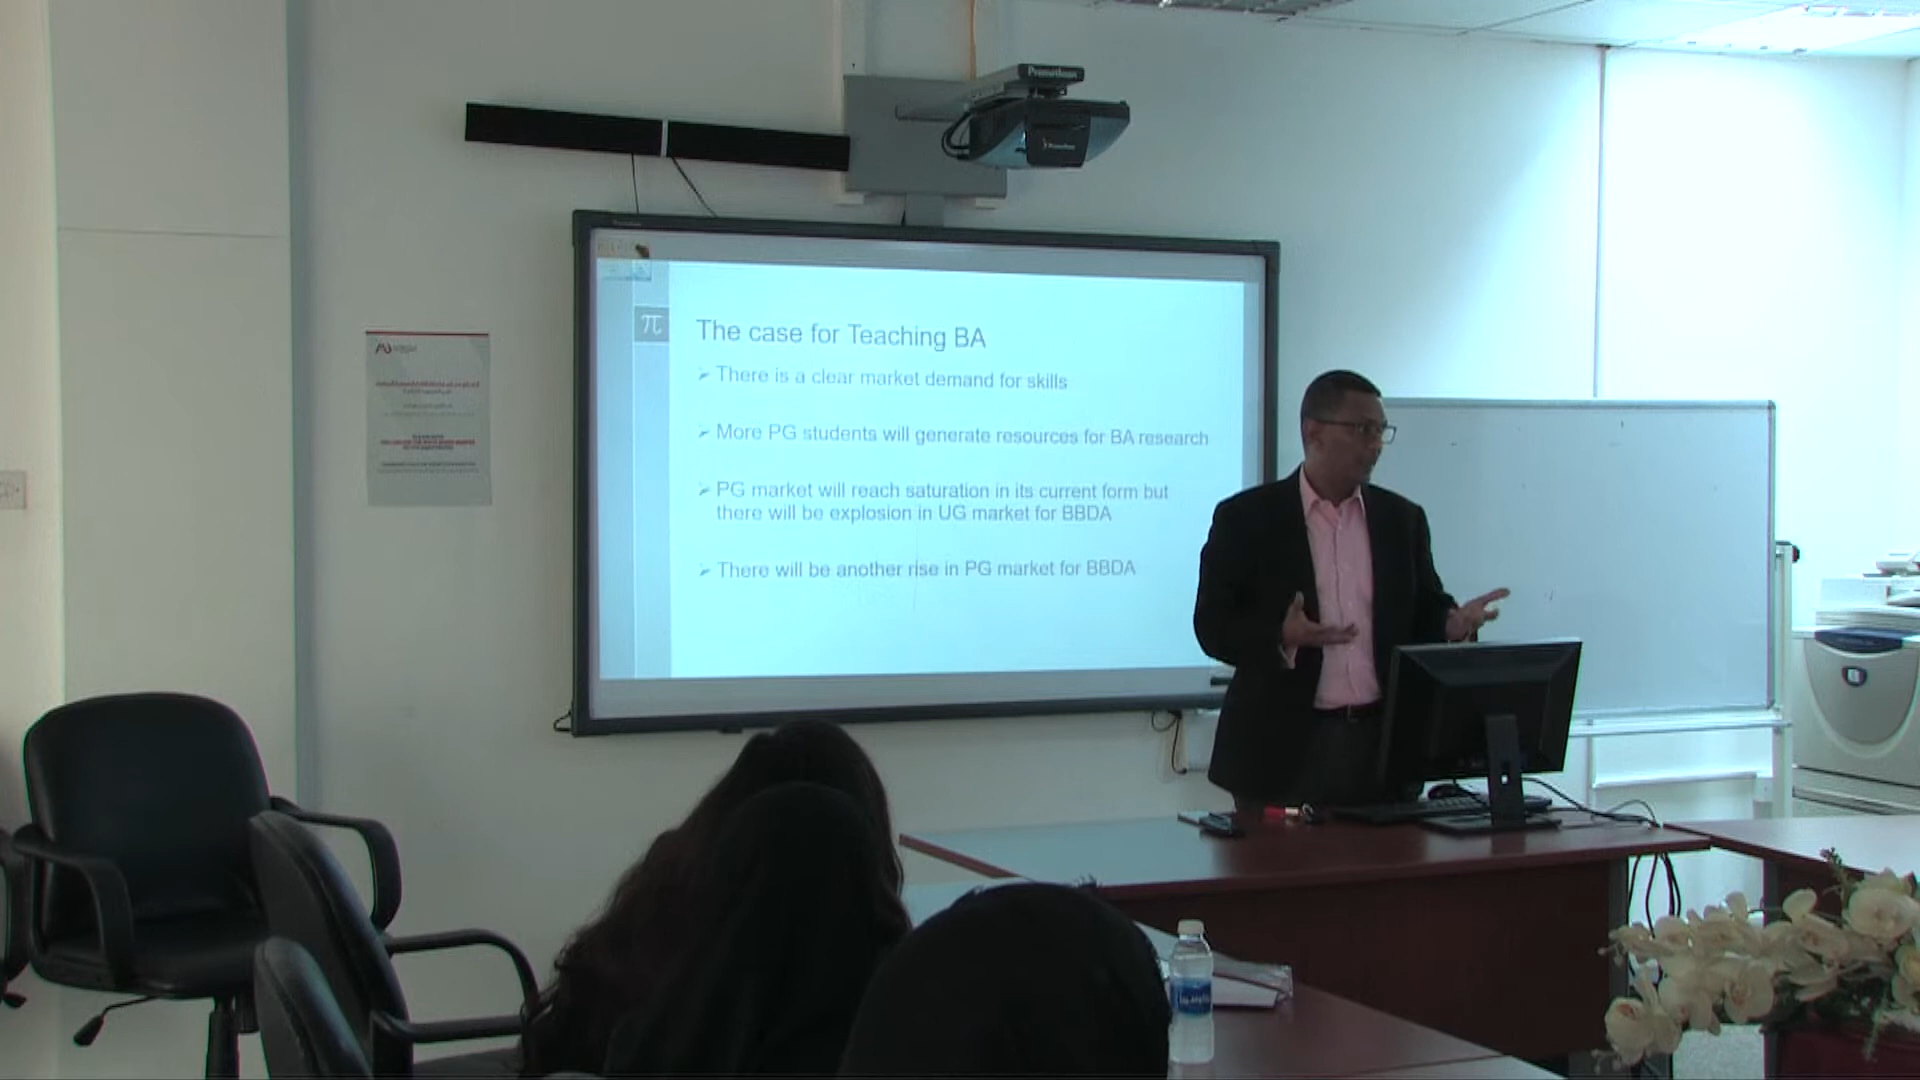 Promethean
π
The case for Teaching BA
➢ There is a clear market demand for skills
➢ More PG students will generate resources for BA research
➢ PG market will reach saturation in its current form but
there will be explosion in UG market for BBDA
➢ There will be another rise in PG market for BBDA